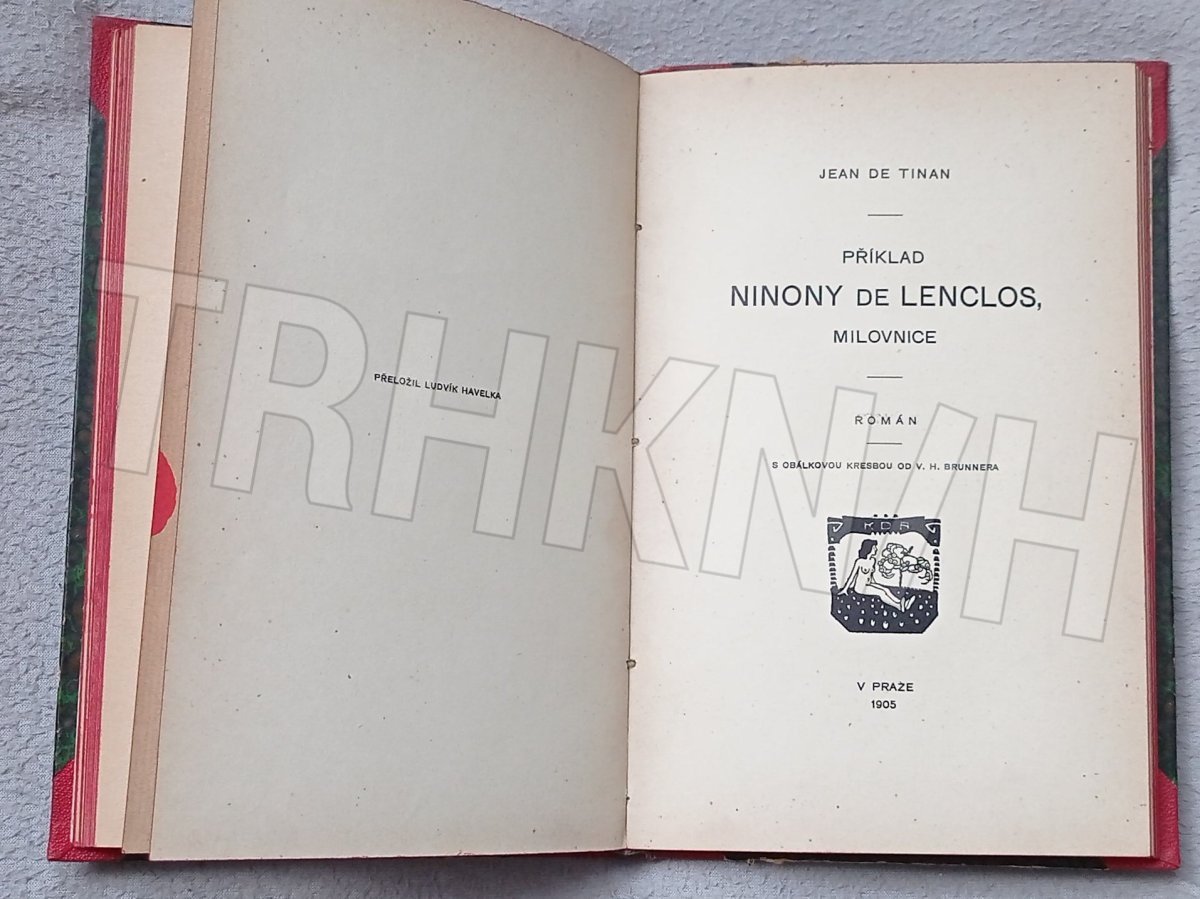 PŘELOŽIL LUDVÍK HAVELKA
JEAN DE TINAN
PŘÍKLAD
NINONY DE LENCLOS,
MILOVNICE
ROMÁN
S OBÁLKOVOU KRESBOU OD V. H. BRUNNERA
KDA
V PRAZE
1905
TRHKNIH